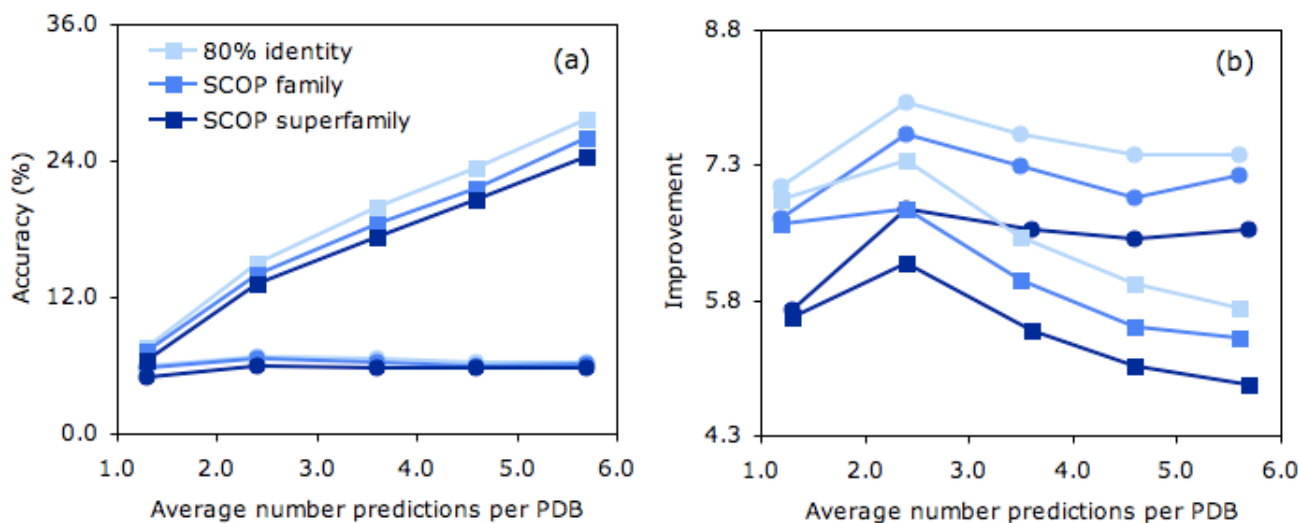 36.0
24.0
12.0
0.0
Accuracy (%)
80% identity
SCOP family
SCOP superfamily
(a)
1.0 2.0 3.0 4.0 5.0 6.0
Average number predictions per PDB
8.8
7.3
5.8
4.3
Improvement
(b)
1.0 2.0 3.0 4.0 5.0 6.0
Average number predictions per PDB